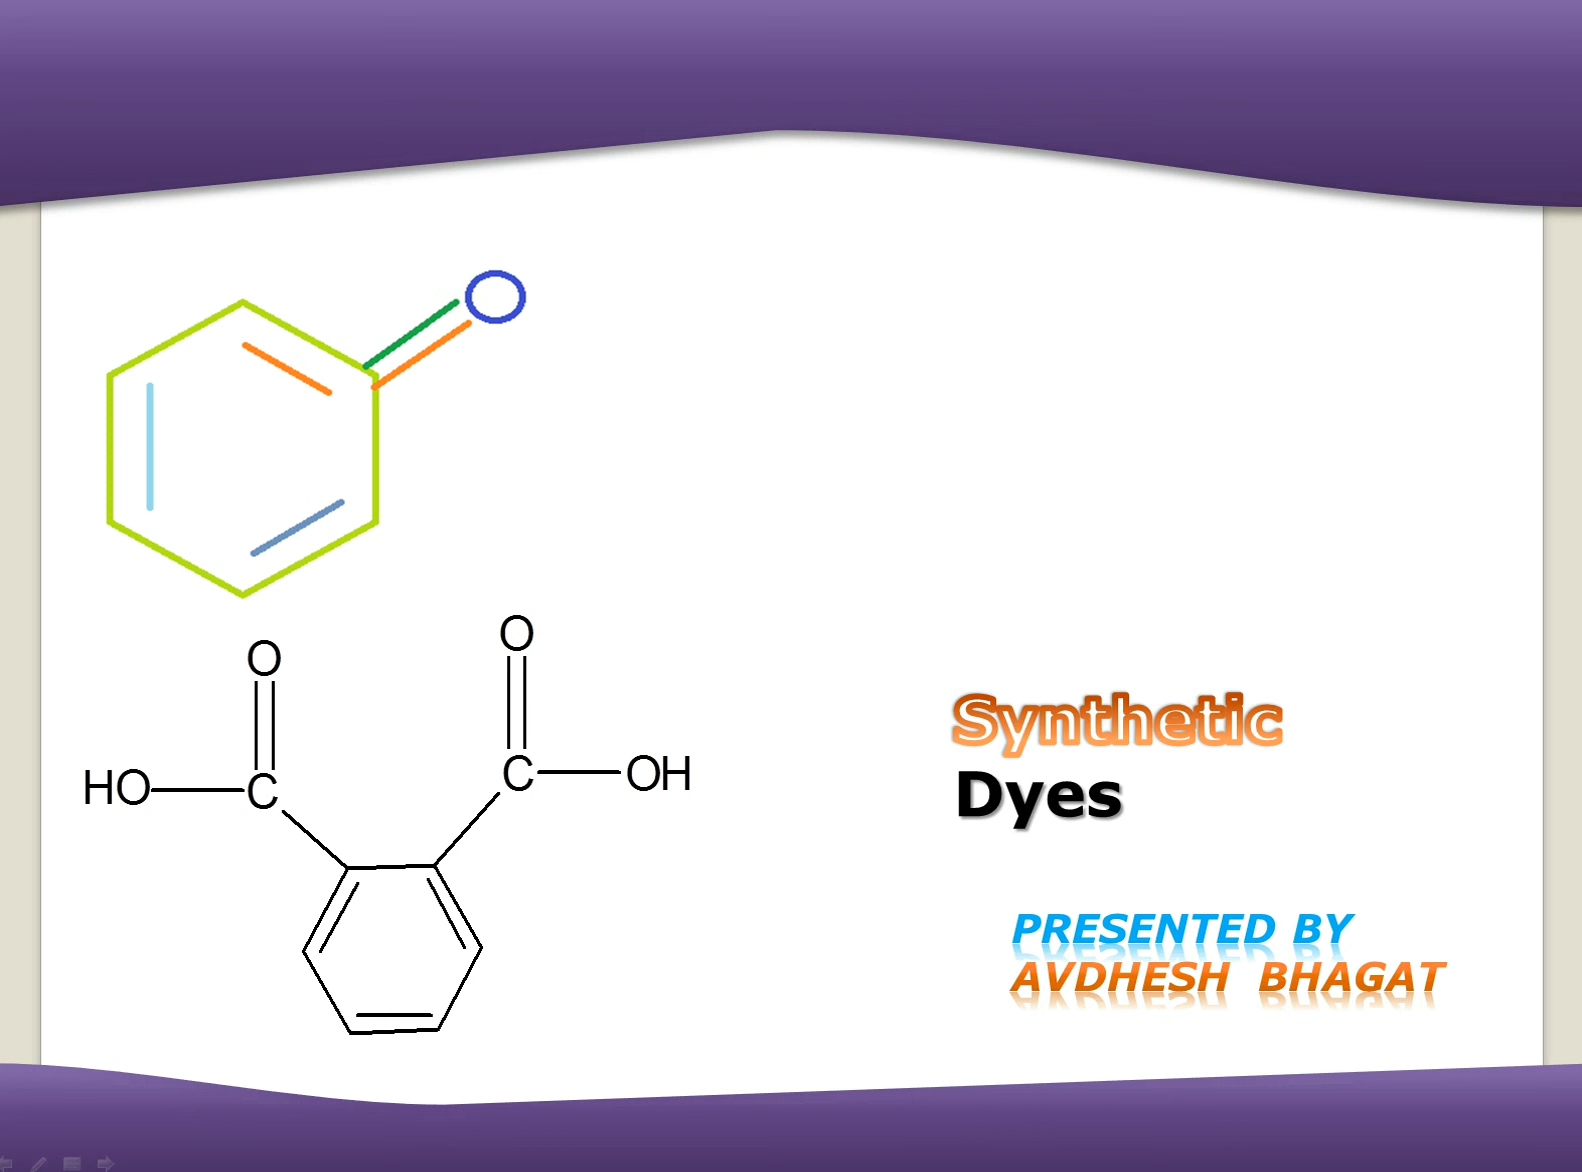 O
O
O
HO C C OH
Synthetic
Dyes
PRESENTED BY
AVDHESH BHAGAT